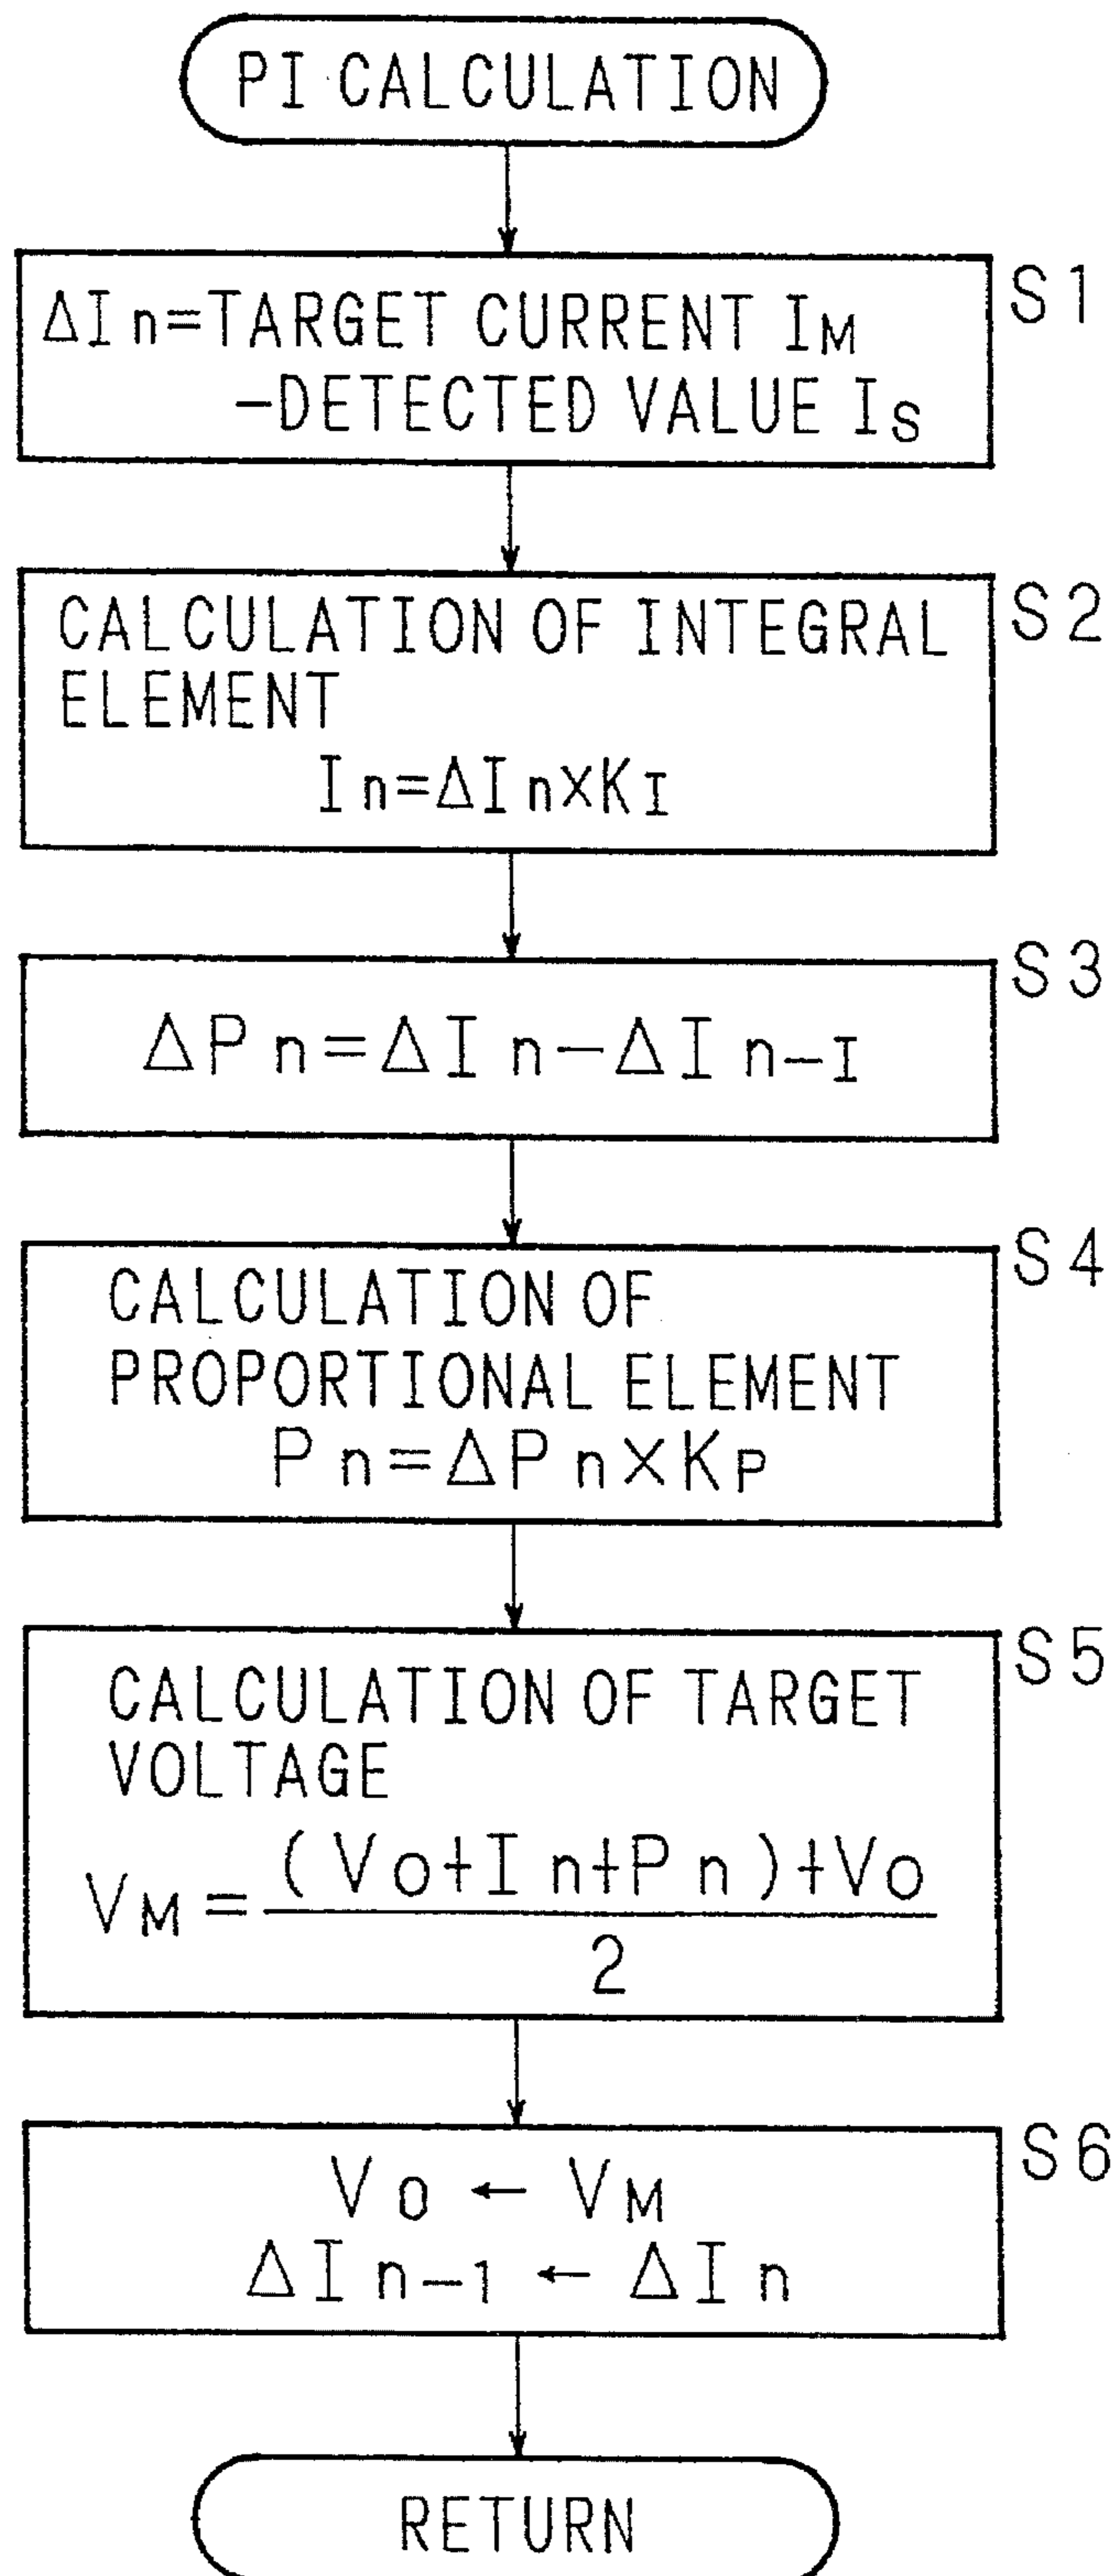 PI CALCULATION
ΔIn=TARGET CURRENT IM
-DETECTED VALUE IS
S1
CALCULATION OF INTEGRAL
ELEMENT
In=ΔIn×KI
S2
ΔPn=ΔIn-ΔIn-I
S3
CALCULATION OF
PROPORTIONAL ELEMENT
Pn=ΔPn×KP
S4
CALCULATION OF TARGET
VOLTAGE
VM=(VO+In+Pn)+VO
2
S5
VO ← VM
ΔIn-1 ← ΔIn
S6
RETURN